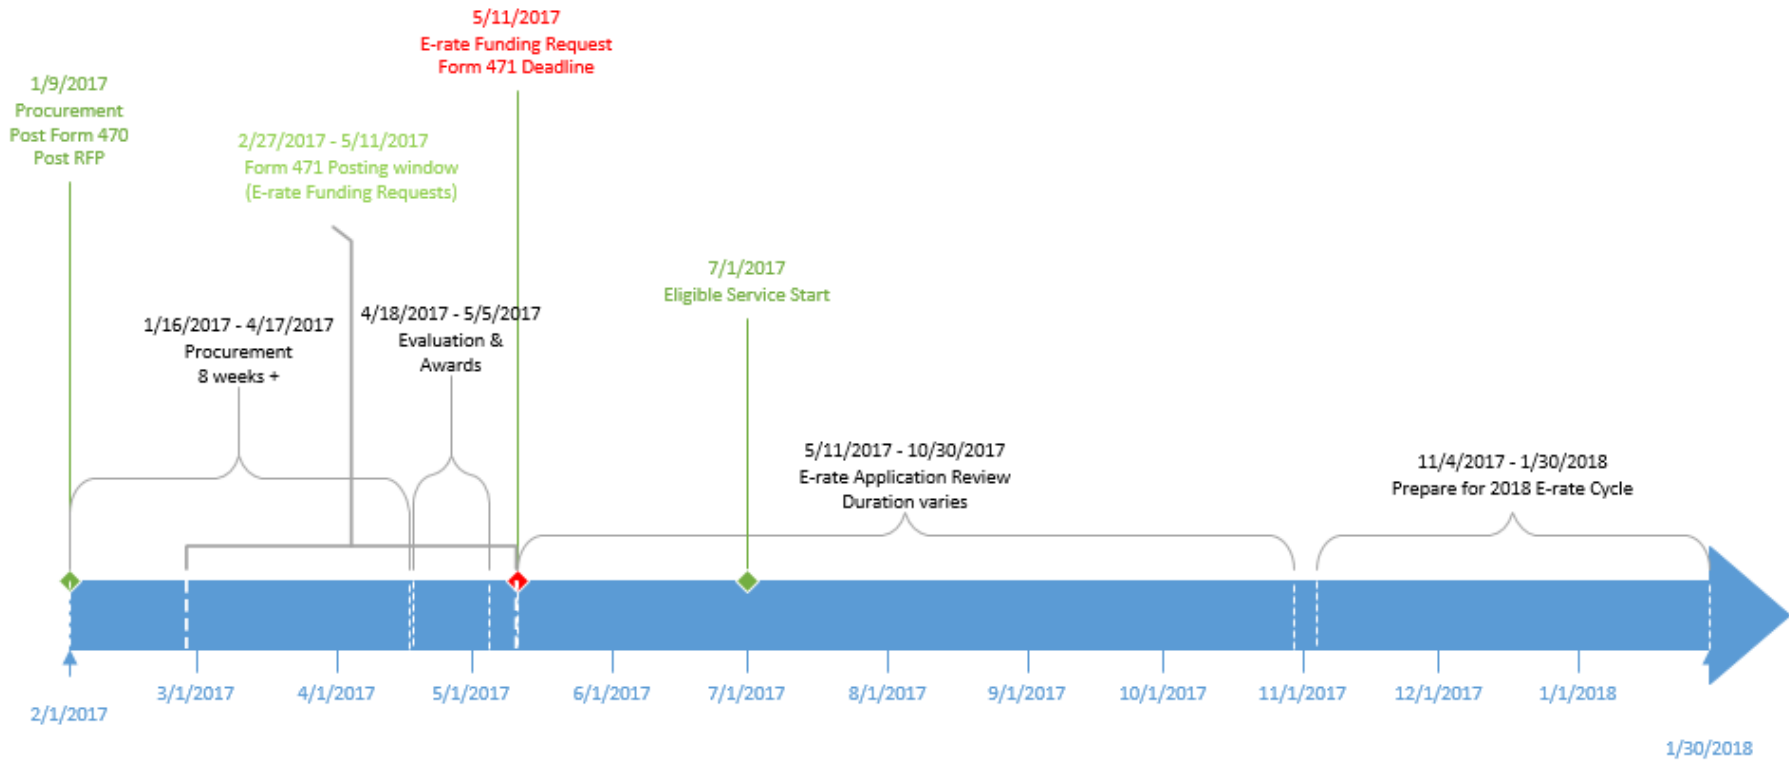 5/11/2017
E-rate Funding Request
Form 471 Deadline
1/9/2017
Procurement
Post Form 470
Post RFP
2/27/2017 - 5/11/2017
Form 471 Posting window
(E-rate Funding Requests)
7/1/2017
Eligible Service Start
1/16/2017 - 4/17/2017
Procurement
8 weeks +
4/18/2017 - 5/5/2017
Evaluation &
Awards
5/11/2017 - 10/30/2017
E-rate Application Review
Duration varies
11/4/2017 - 1/30/2018
Prepare for 2018 E-rate Cycle
2/1/2017
3/1/2017
4/1/2017
5/1/2017
6/1/2017
7/1/2017
8/1/2017
9/1/2017
10/1/2017
11/1/2017
12/1/2017
1/1/2018
1/30/2018